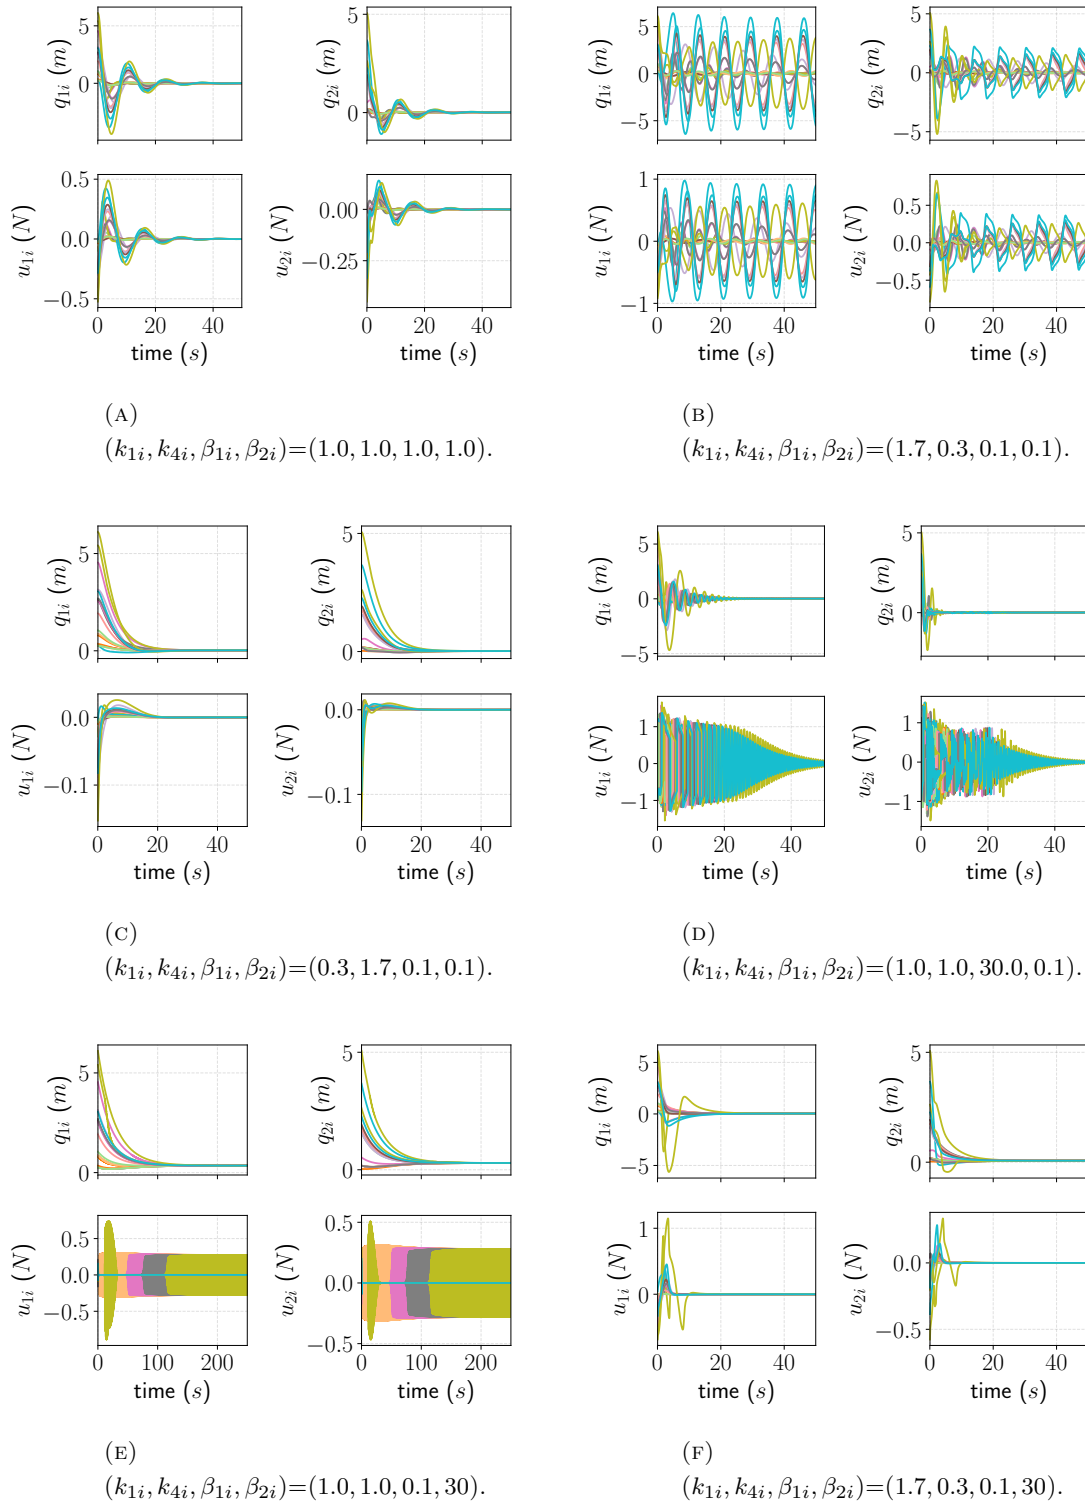 5
0
q1i (m)
5
0
q2i (m)
0.5
0.0
−0.5
u1i (N)
0 20 40
time (s)
0.00
−0.25
u2i (N)
0 20 40
time (s)
(A)
(k1i, k4i, β1i, β2i)=(1.0, 1.0, 1.0, 1.0).
5
0
−5
q1i (m)
5
0
−5
q2i (m)
1
0
−1
u1i (N)
0 20 40
time (s)
0.5
0.0
−0.5
u2i (N)
0 20 40
time (s)
(B)
(k1i, k4i, β1i, β2i)=(1.7, 0.3, 0.1, 0.1).
5
0
q1i (m)
5
0
q2i (m)
0.0
−0.1
u1i (N)
0 20 40
time (s)
0.0
−0.1
u2i (N)
0 20 40
time (s)
(C)
(k1i, k4i, β1i, β2i)=(0.3, 1.7, 0.1, 0.1).
5
0
−5
q1i (m)
5
0
q2i (m)
1
0
−1
u1i (N)
0 20 40
time (s)
1
0
−1
u2i (N)
0 20 40
time (s)
(D)
(k1i, k4i, β1i, β2i)=(1.0, 1.0, 30.0, 0.1).
5
0
q1i (m)
5
0
q2i (m)
0.5
0.0
−0.5
u1i (N)
0 100 200
time (s)
0.5
0.0
−0.5
u2i (N)
0 100 200
time (s)
(E)
(k1i, k4i, β1i, β2i)=(1.0, 1.0, 0.1, 30).
5
0
−5
q1i (m)
5
0
q2i (m)
1
0
u1i (N)
0 20 40
time (s)
0.0
−0.5
u2i (N)
0 20 40
time (s)
(F)
(k1i, k4i, β1i, β2i)=(1.7, 0.3, 0.1, 30).